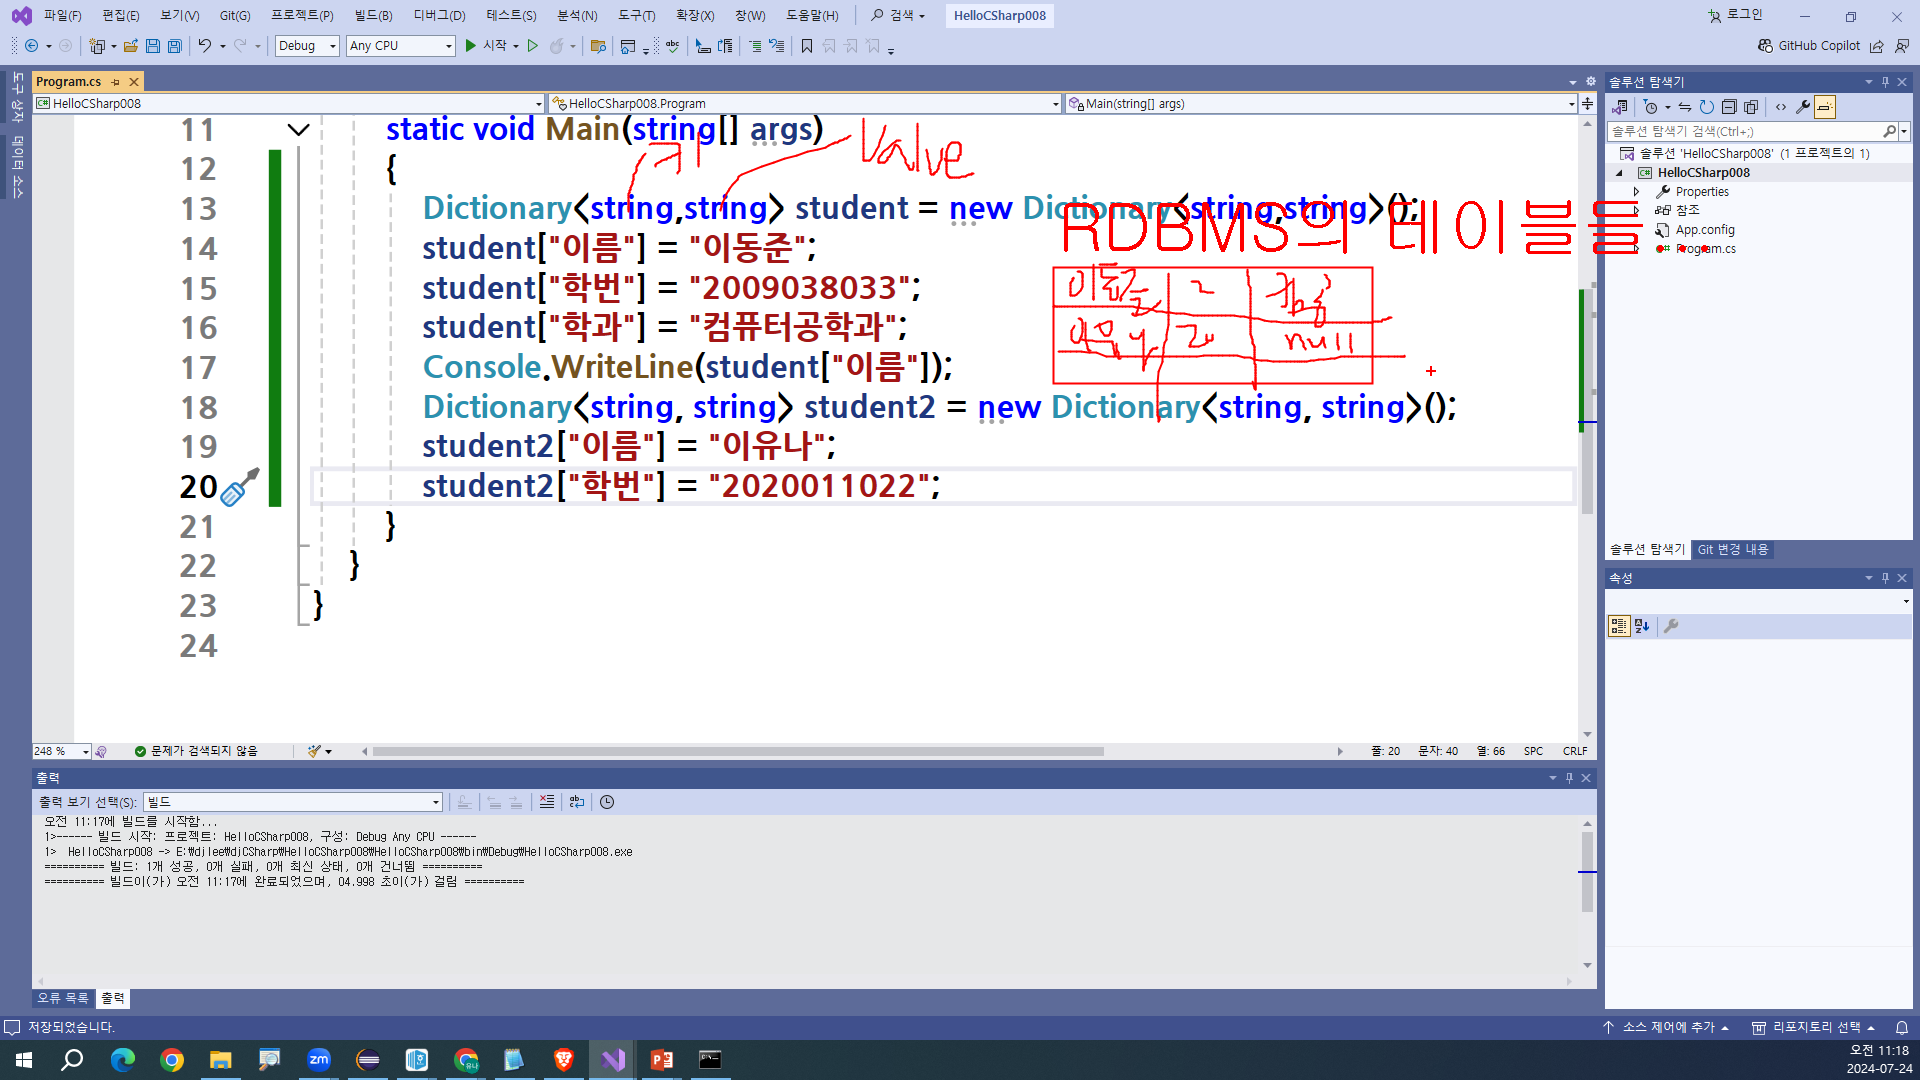 파일(F) 편집(E) 보기(V) Git(G) 프로젝트(P) 빌드(B) 디버그(D) 테스트(S) 분석(N) 도구(T) 확장(X) 창(W) 도움말(H) 검색 HelloCSharp008 로그인
Debug Any CPU 시작 GitHub Copilot
도구 상자
데이터 소스
Program.cs
HelloCSharp008 HelloCSharp008.Program Main(string[] args)
키 Value
11 static void Main(string[] args)
12 {
13 Dictionary<string,string> student = new Dictionary<string,string>();
14 student["이름"] = "이동준";
15 student["학번"] = "2009038033";
16 student["학과"] = "컴퓨터공학과";
17 Console.WriteLine(student["이름"]);
18 Dictionary<string, string> student2 = new Dictionary<string, string>();
19 student2["이름"] = "이유나";
20 student2["학번"] = "2020011022";
21 }
22 }
23 }
24
RDBMS의 테이블들
이동준 2 컴공
이유나 20 null
248 % 문제가 검색되지 않음 줄: 20 문자: 40 열: 66 SPC CRLF
출력
출력 보기 선택(S): 빌드
오전 11:17에 빌드를 시작함...
1>------ 빌드 시작: 프로젝트: HelloCSharp008, 구성: Debug Any CPU ------
1>  HelloCSharp008 -> E:\djlee\djCSharp\HelloCSharp008\HelloCSharp008\bin\Debug\HelloCSharp008.exe
========== 빌드: 1개 성공, 0개 실패, 0개 최신 상태, 0개 건너뜀 ==========
========== 빌드이(가) 오전 11:17에 완료되었으며, 04.998 초이(가) 걸림 ==========
오류 목록 출력
솔루션 탐색기
솔루션 탐색기 검색(Ctrl+;)
솔루션 'HelloCSharp008' (1 프로젝트의 1)
HelloCSharp008
Properties
참조
App.config
Program.cs
솔루션 탐색기 Git 변경 내용
속성
저장되었습니다. 소스 제어에 추가 리포지토리 선택
zm 유나
오전 11:18
2024-07-24